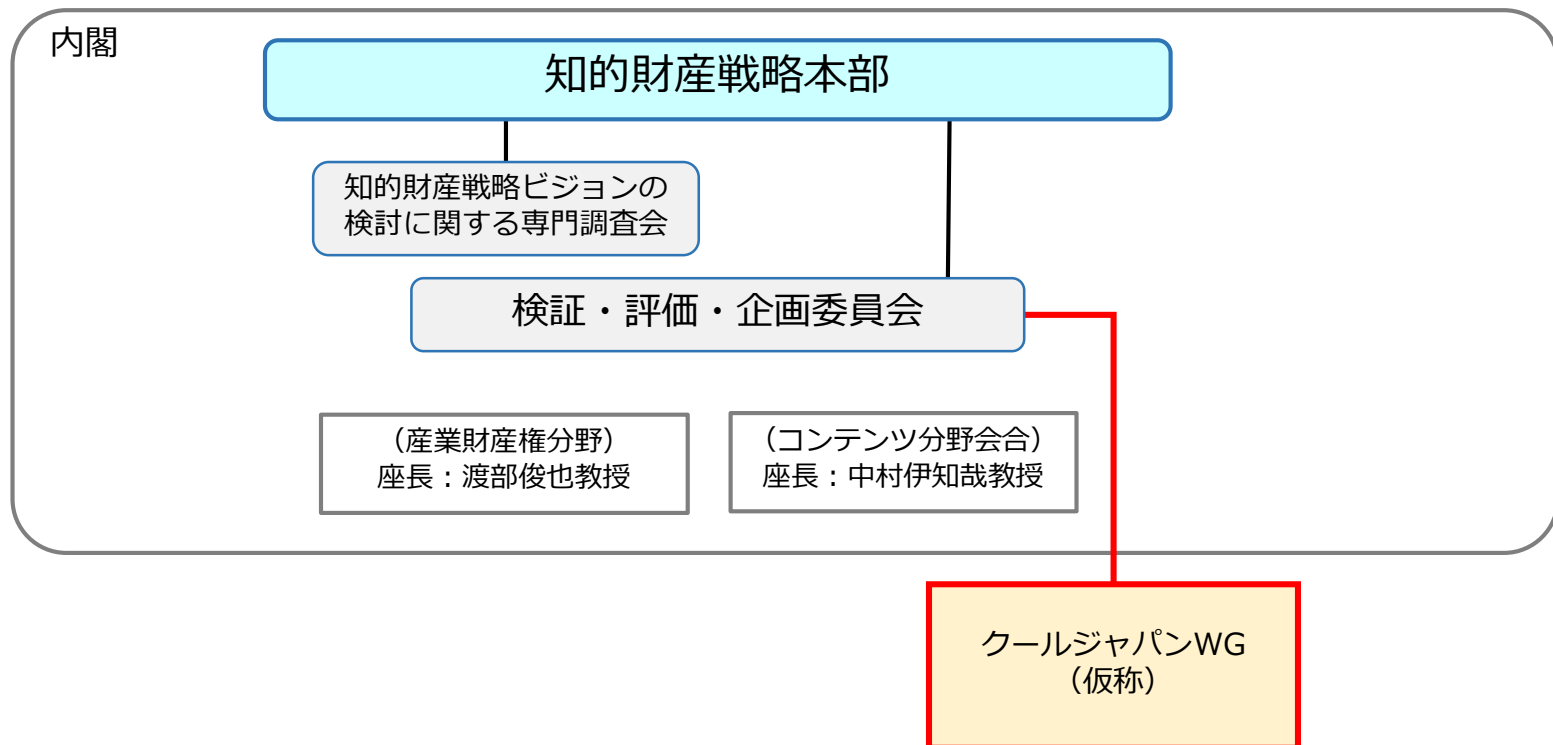 内閣
知的財産戦略本部
知的財産戦略ビジョンの
検討に関する専門調査会
検証・評価・企画委員会
（産業財産権分野）
座長：渡部俊也教授
（コンテンツ分野会合）
座長：中村伊知哉教授
クールジャパンWG
（仮称）